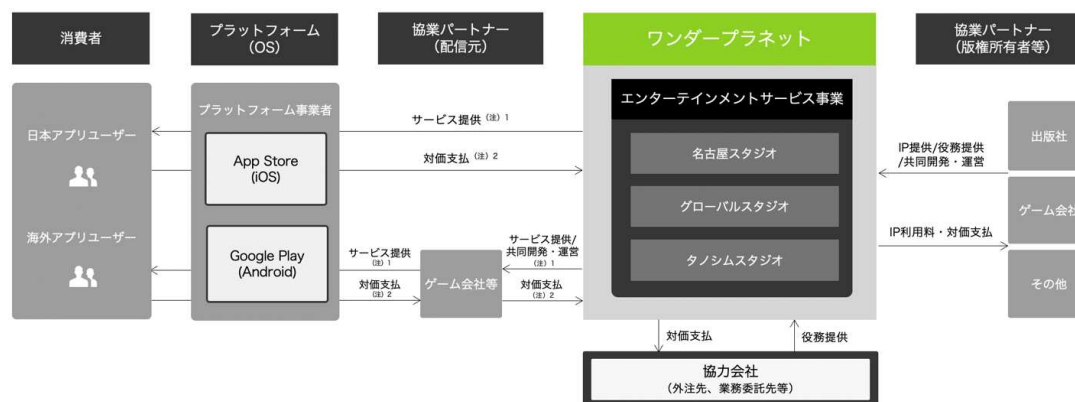 消費者
プラットフォーム
(OS)
協業パートナー
(配信元)
ワンダープラネット
協業パートナー
(版権所有者等)
プラットフォーム事業者
日本アプリユーザー
海外アプリユーザー
App Store
(iOS)
Google Play
(Android)
サービス提供(注)1
対価支払(注)2
サービス提供
(注)1
対価支払
(注)2
ゲーム会社等
サービス提供/
共同開発・運営
(注)1
対価支払
(注)2
エンターテインメントサービス事業
名古屋スタジオ
グローバルスタジオ
タノシムスタジオ
IP提供/役務提供
/共同開発・運営
IP利用料・対価支払
出版社
ゲーム会社
その他
対価支払
役務提供
協力会社
(外注先、業務委託先等)